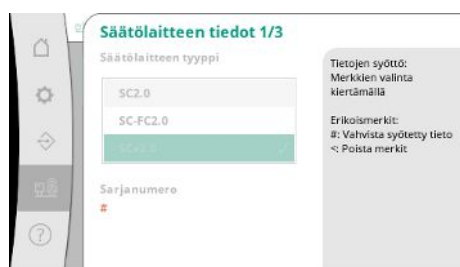 Säätölaitteen tiedot 1/3
Säätölaitteen tyyppi
SC2.0
SC-FC2.0
Sarjanumero
#
Tietojen syöttö:
Merkkien valinta
kiertämällä
Erikoismerkit:
#: Vahvista syötetty tieto
<: Poista merkit